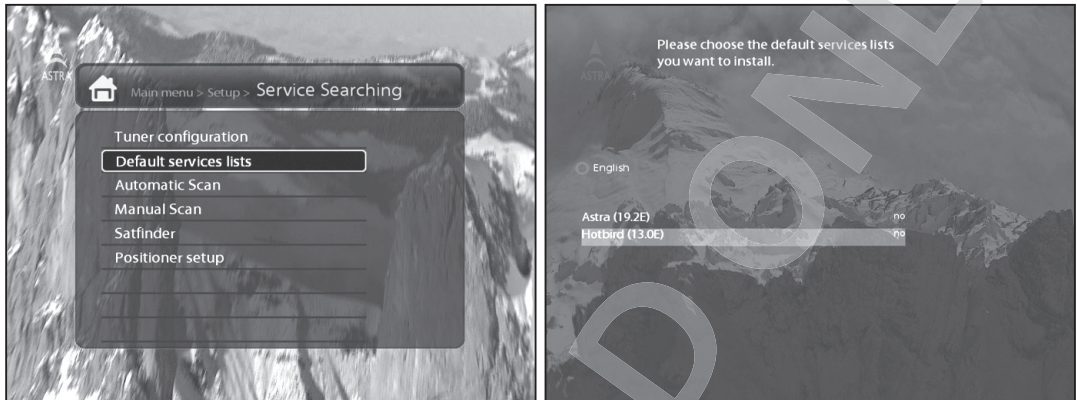 ASTRA
Main menu > Setup > Service Searching
Tuner configuration
Default services lists
Automatic Scan
Manual Scan
Satfinder
Positioner setup
Please choose the default services lists
you want to install.
ASTRA
English
Astra (19.2E) no
Hotbird (13.0E) no
D ON